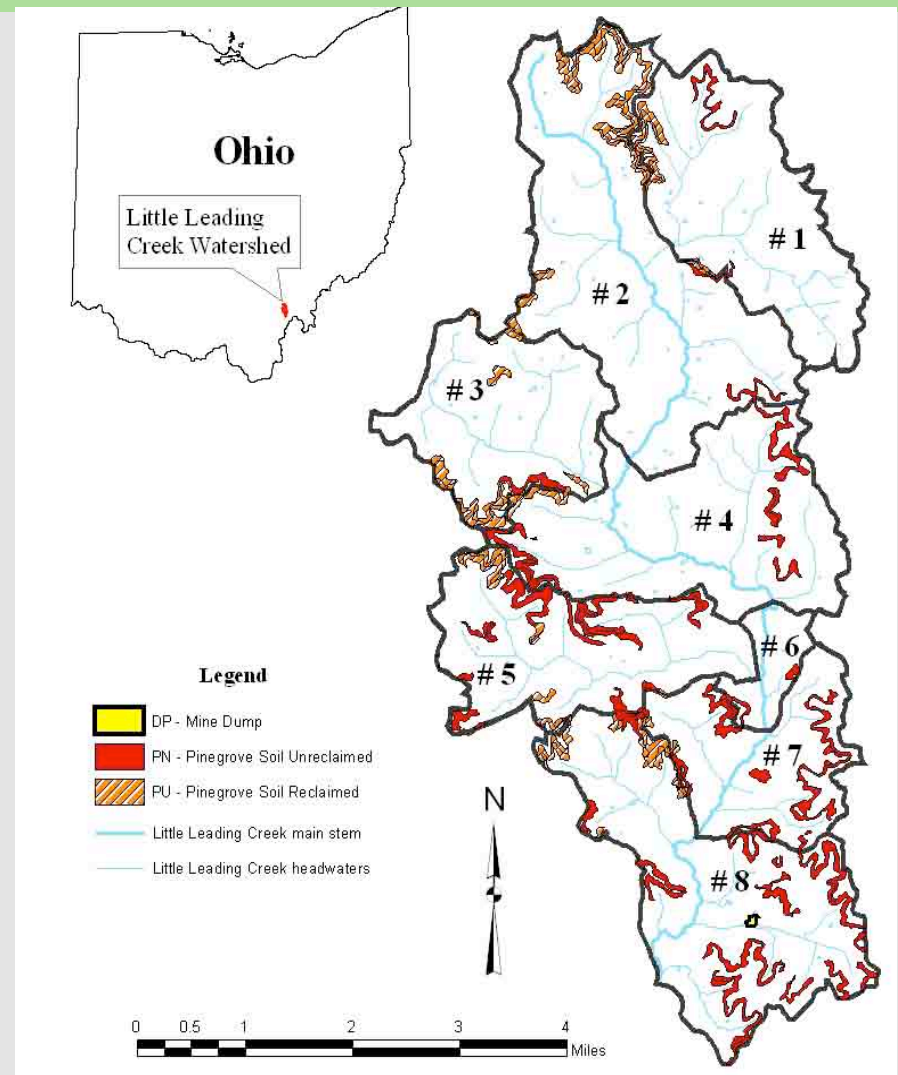 Ohio
Little Leading
Creek Watershed
# 1
# 2
# 3
# 4
# 5
# 6
# 7
# 8
Legend
DP - Mine Dump
PN - Pinegrove Soil Unreclaimed
PU - Pinegrove Soil Reclaimed
Little Leading Creek main stem
Little Leading Creek headwaters
N
0 0.5 1 2 3 4
Miles